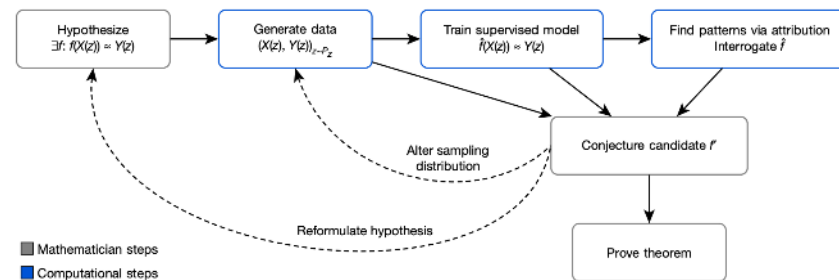 Hypothesize
∃f: f(X(z)) ≈ Y(z)
Generate data
(X(z), Y(z))z~Pz
Train supervised model
f̂(X(z)) ≈ Y(z)
Find patterns via attribution
Interrogate f̂
Alter sampling
distribution
Conjecture candidate f′
Reformulate hypothesis
Prove theorem
Mathematician steps
Computational steps